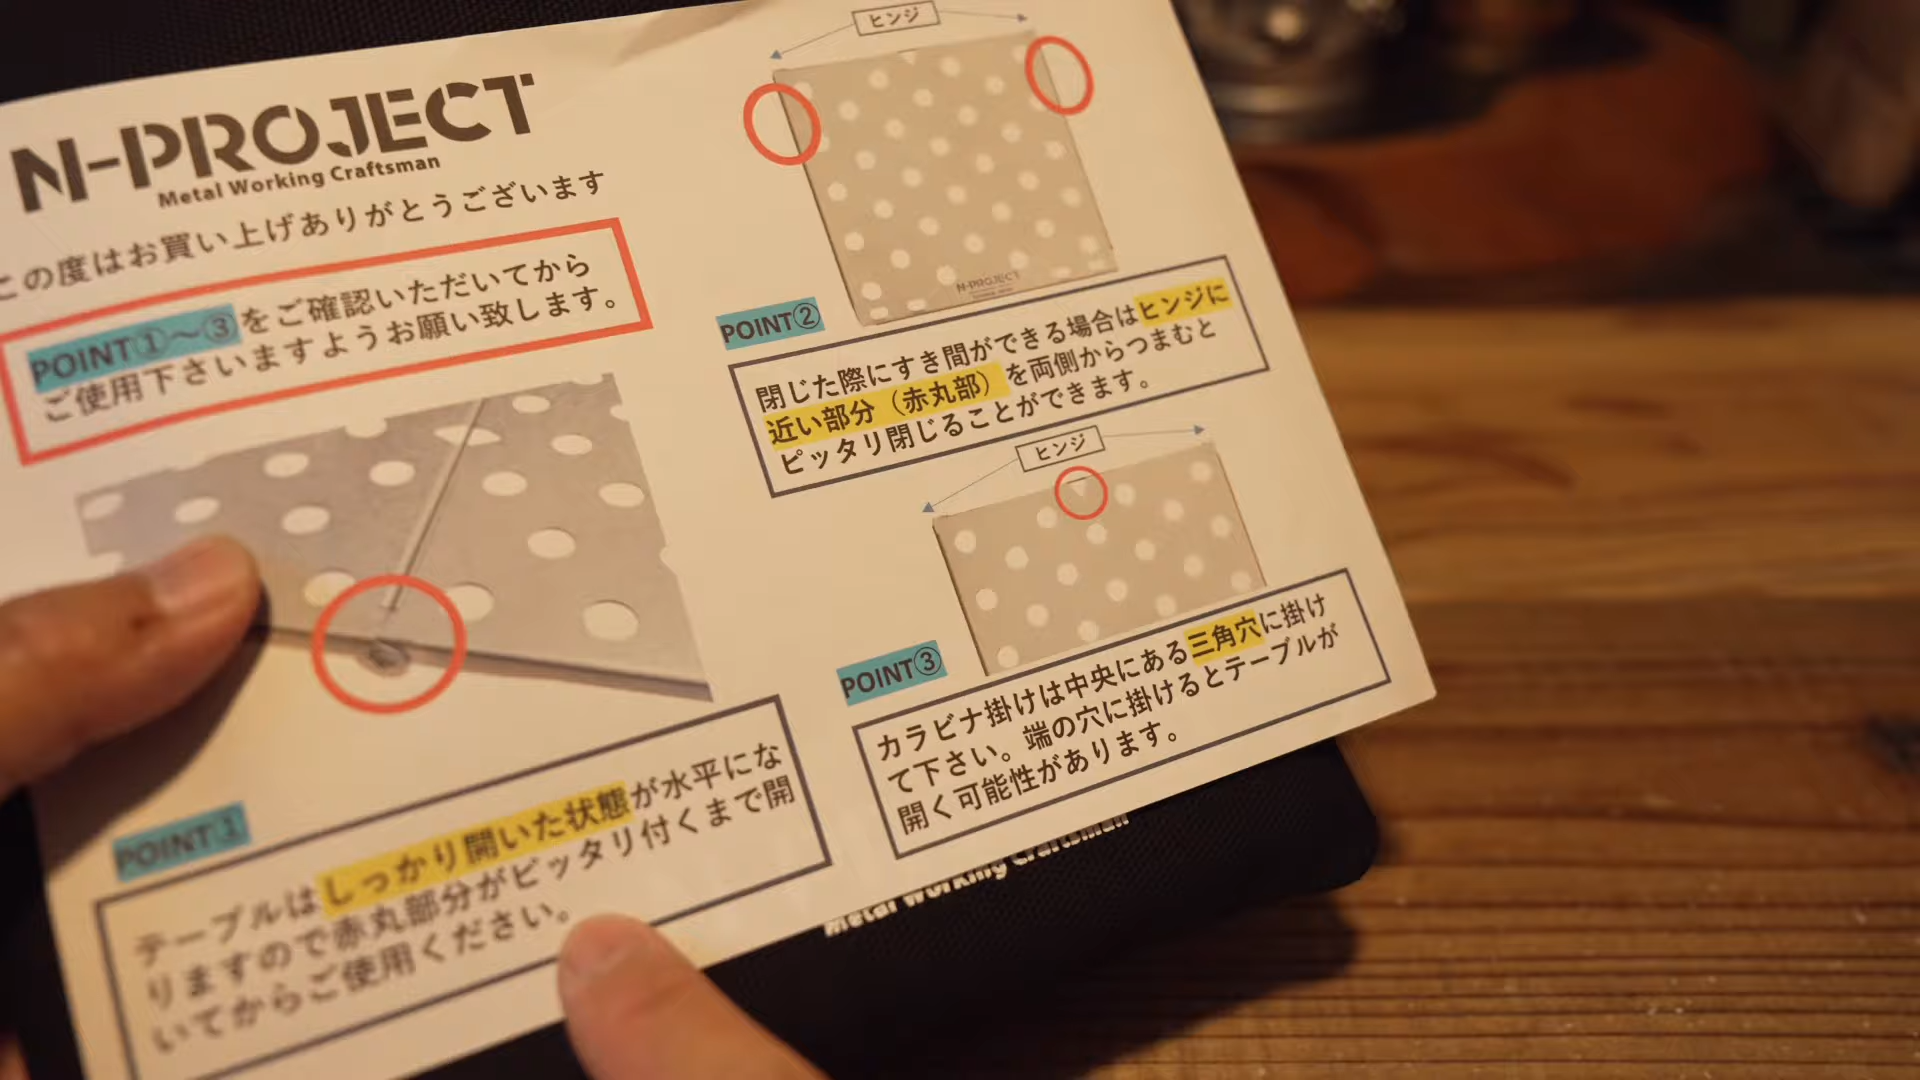 N-PROJECT
Metal Working Craftsman
この度はお買い上げありがとうございます
POINT①～③をご確認いただいてから
ご使用下さいますようお願い致します。
POINT①
テーブルはしっかり開いた状態が水平にな
りますので赤丸部分がピッタリ付くまで開
いてからご使用ください。
ヒンジ
N-PROJECT
POINT②
閉じた際にすき間ができる場合はヒンジに
近い部分（赤丸部）を両側からつまむと
ピッタリ閉じることができます。
ヒンジ
POINT③
カラビナ掛けは中央にある三角穴に掛け
て下さい。端の穴に掛けるとテーブルが
開く可能性があります。
Metal Working Craftsman